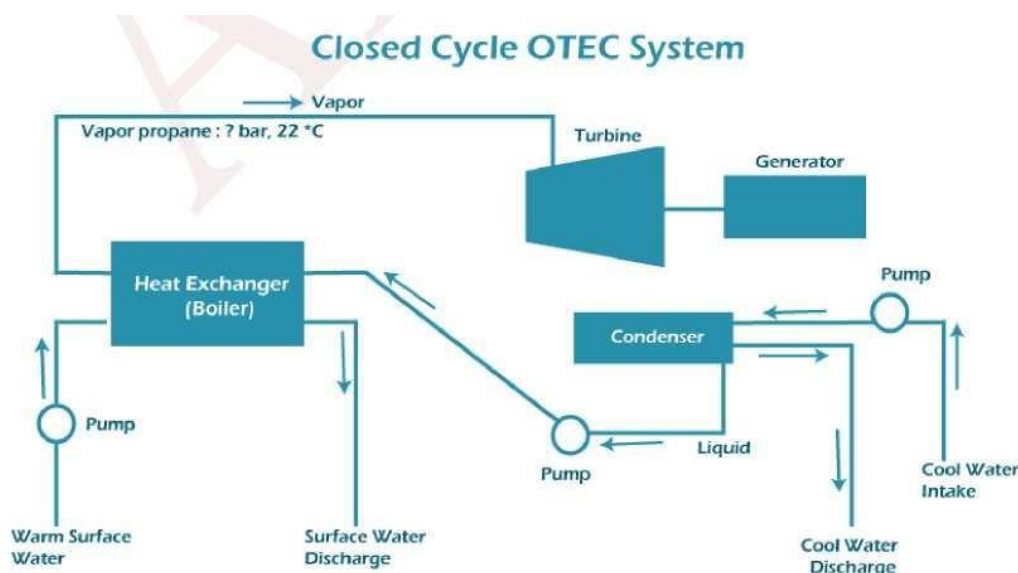 Closed Cycle OTEC System
Vapor
Vapor propane : ? bar, 22 *C
Turbine
Generator
Heat Exchanger
(Boiler)
Pump
Condenser
Pump
Liquid
Pump
Cool Water
Intake
Warm Surface
Water
Surface Water
Discharge
Cool Water
Discharge